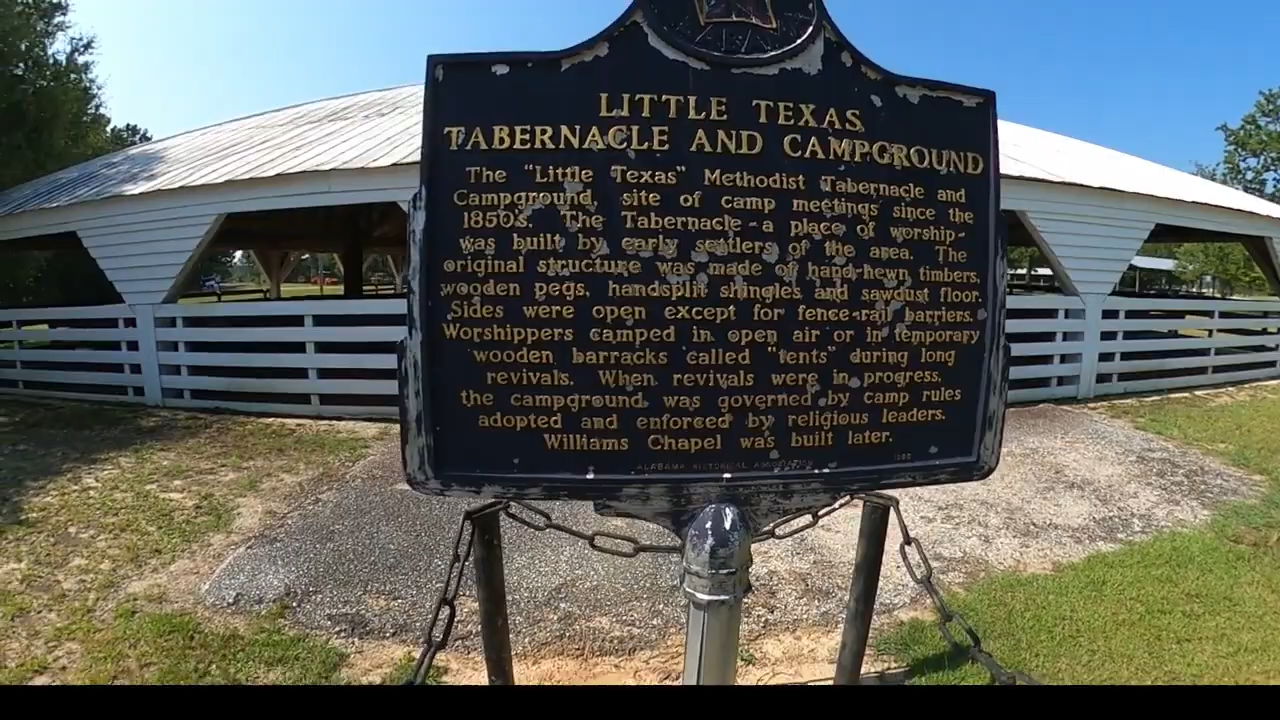 LITTLE TEXAS
TABERNACLE AND CAMPGROUND
The "Little Texas" Methodist Tabernacle and
Campground, site of camp meetings since the
1850's. The Tabernacle - a place of worship -
was built by early settlers of the area. The
original structure was made of hand-hewn timbers,
wooden pegs, handsplit shingles and sawdust floor.
Sides were open except for fence-rail barriers.
Worshippers camped in open air or in temporary
wooden barracks called "tents" during long
revivals. When revivals were in progress,
the campground was governed by camp rules
adopted and enforced by religious leaders.
Williams Chapel was built later.
ALABAMA HISTORICAL ASSOCIATION